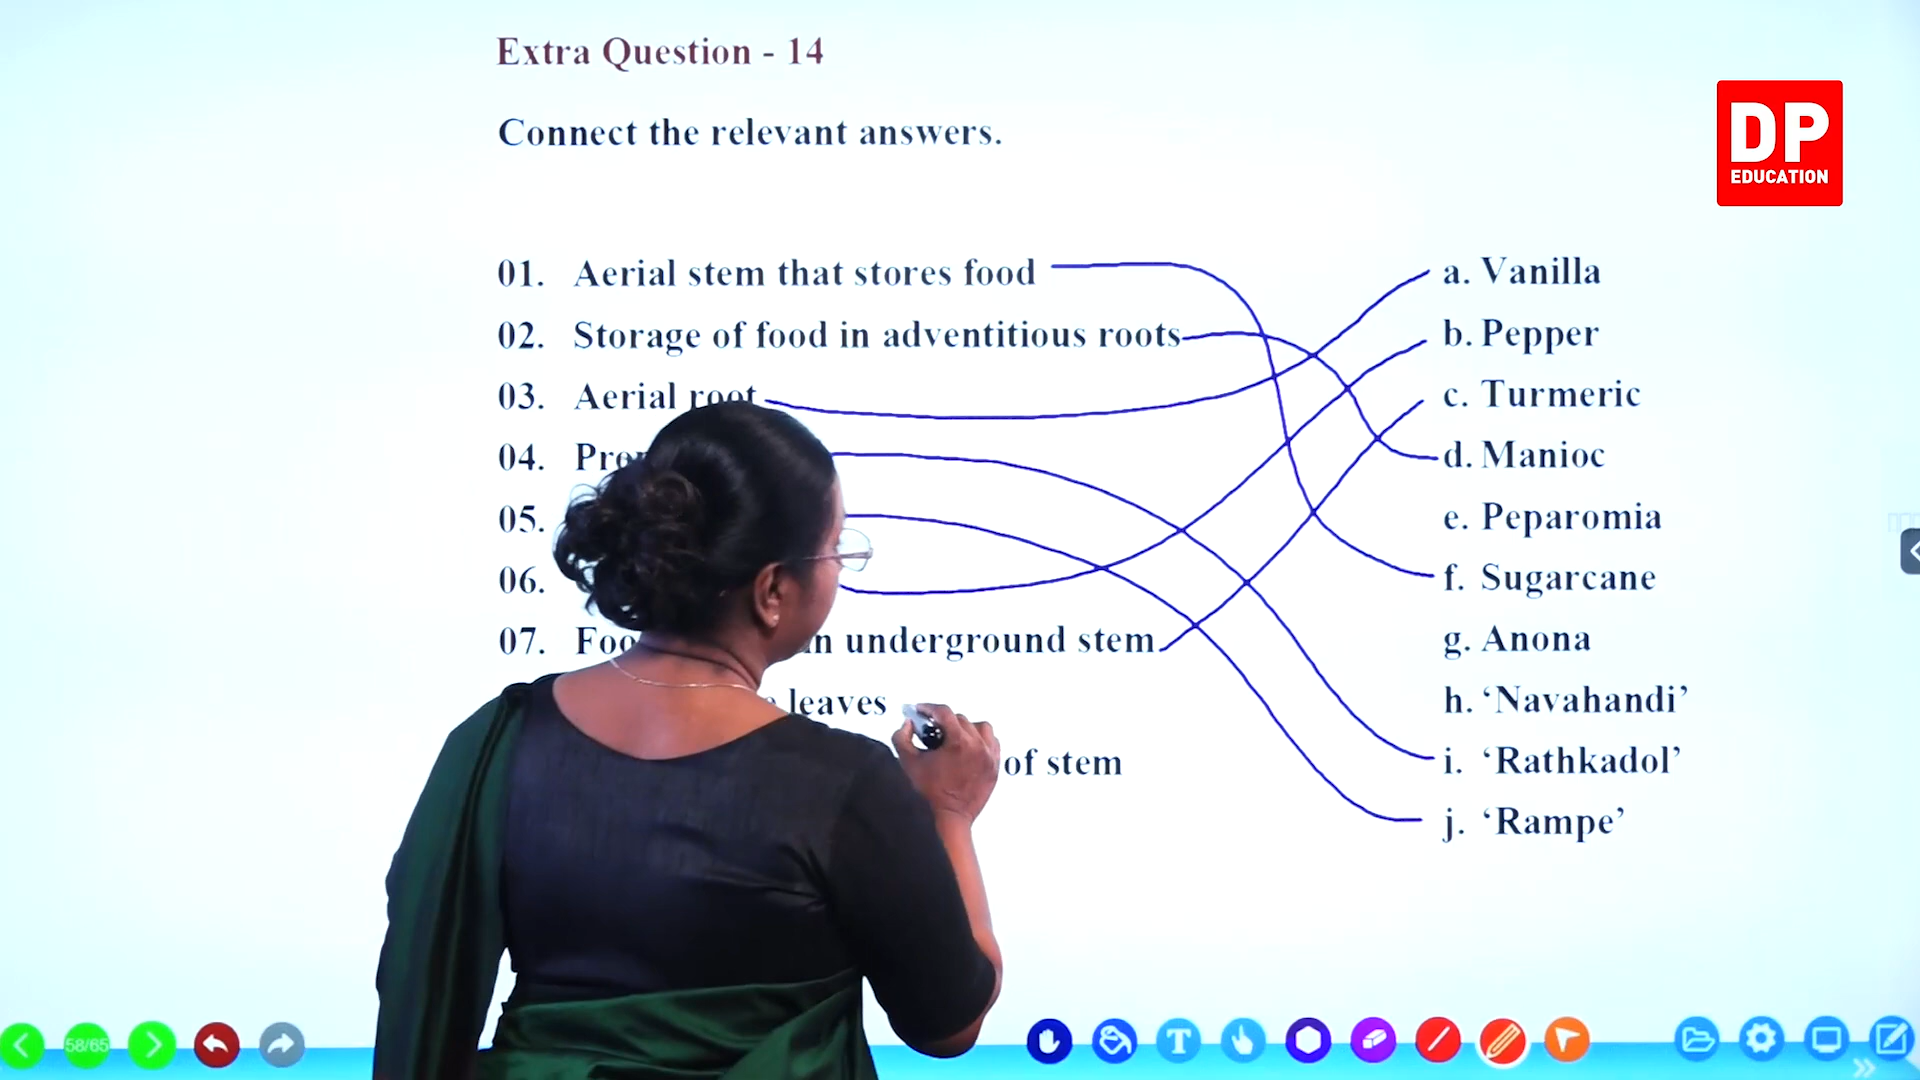 Extra Question - 14
DP
EDUCATION
Connect the relevant answers.
01. Aerial stem that stores food
a. Vanilla
02. Storage of food in adventitious roots
b. Pepper
03. Aerial root
c. Turmeric
04.
d. Manioc
05.
e. Peparomia
06.
f. Sugarcane
07. underground stem
g. Anona
leaves
h. ‘Navahandi’
of stem
i. ‘Rathkadol’
j. ‘Rampe’
58/65